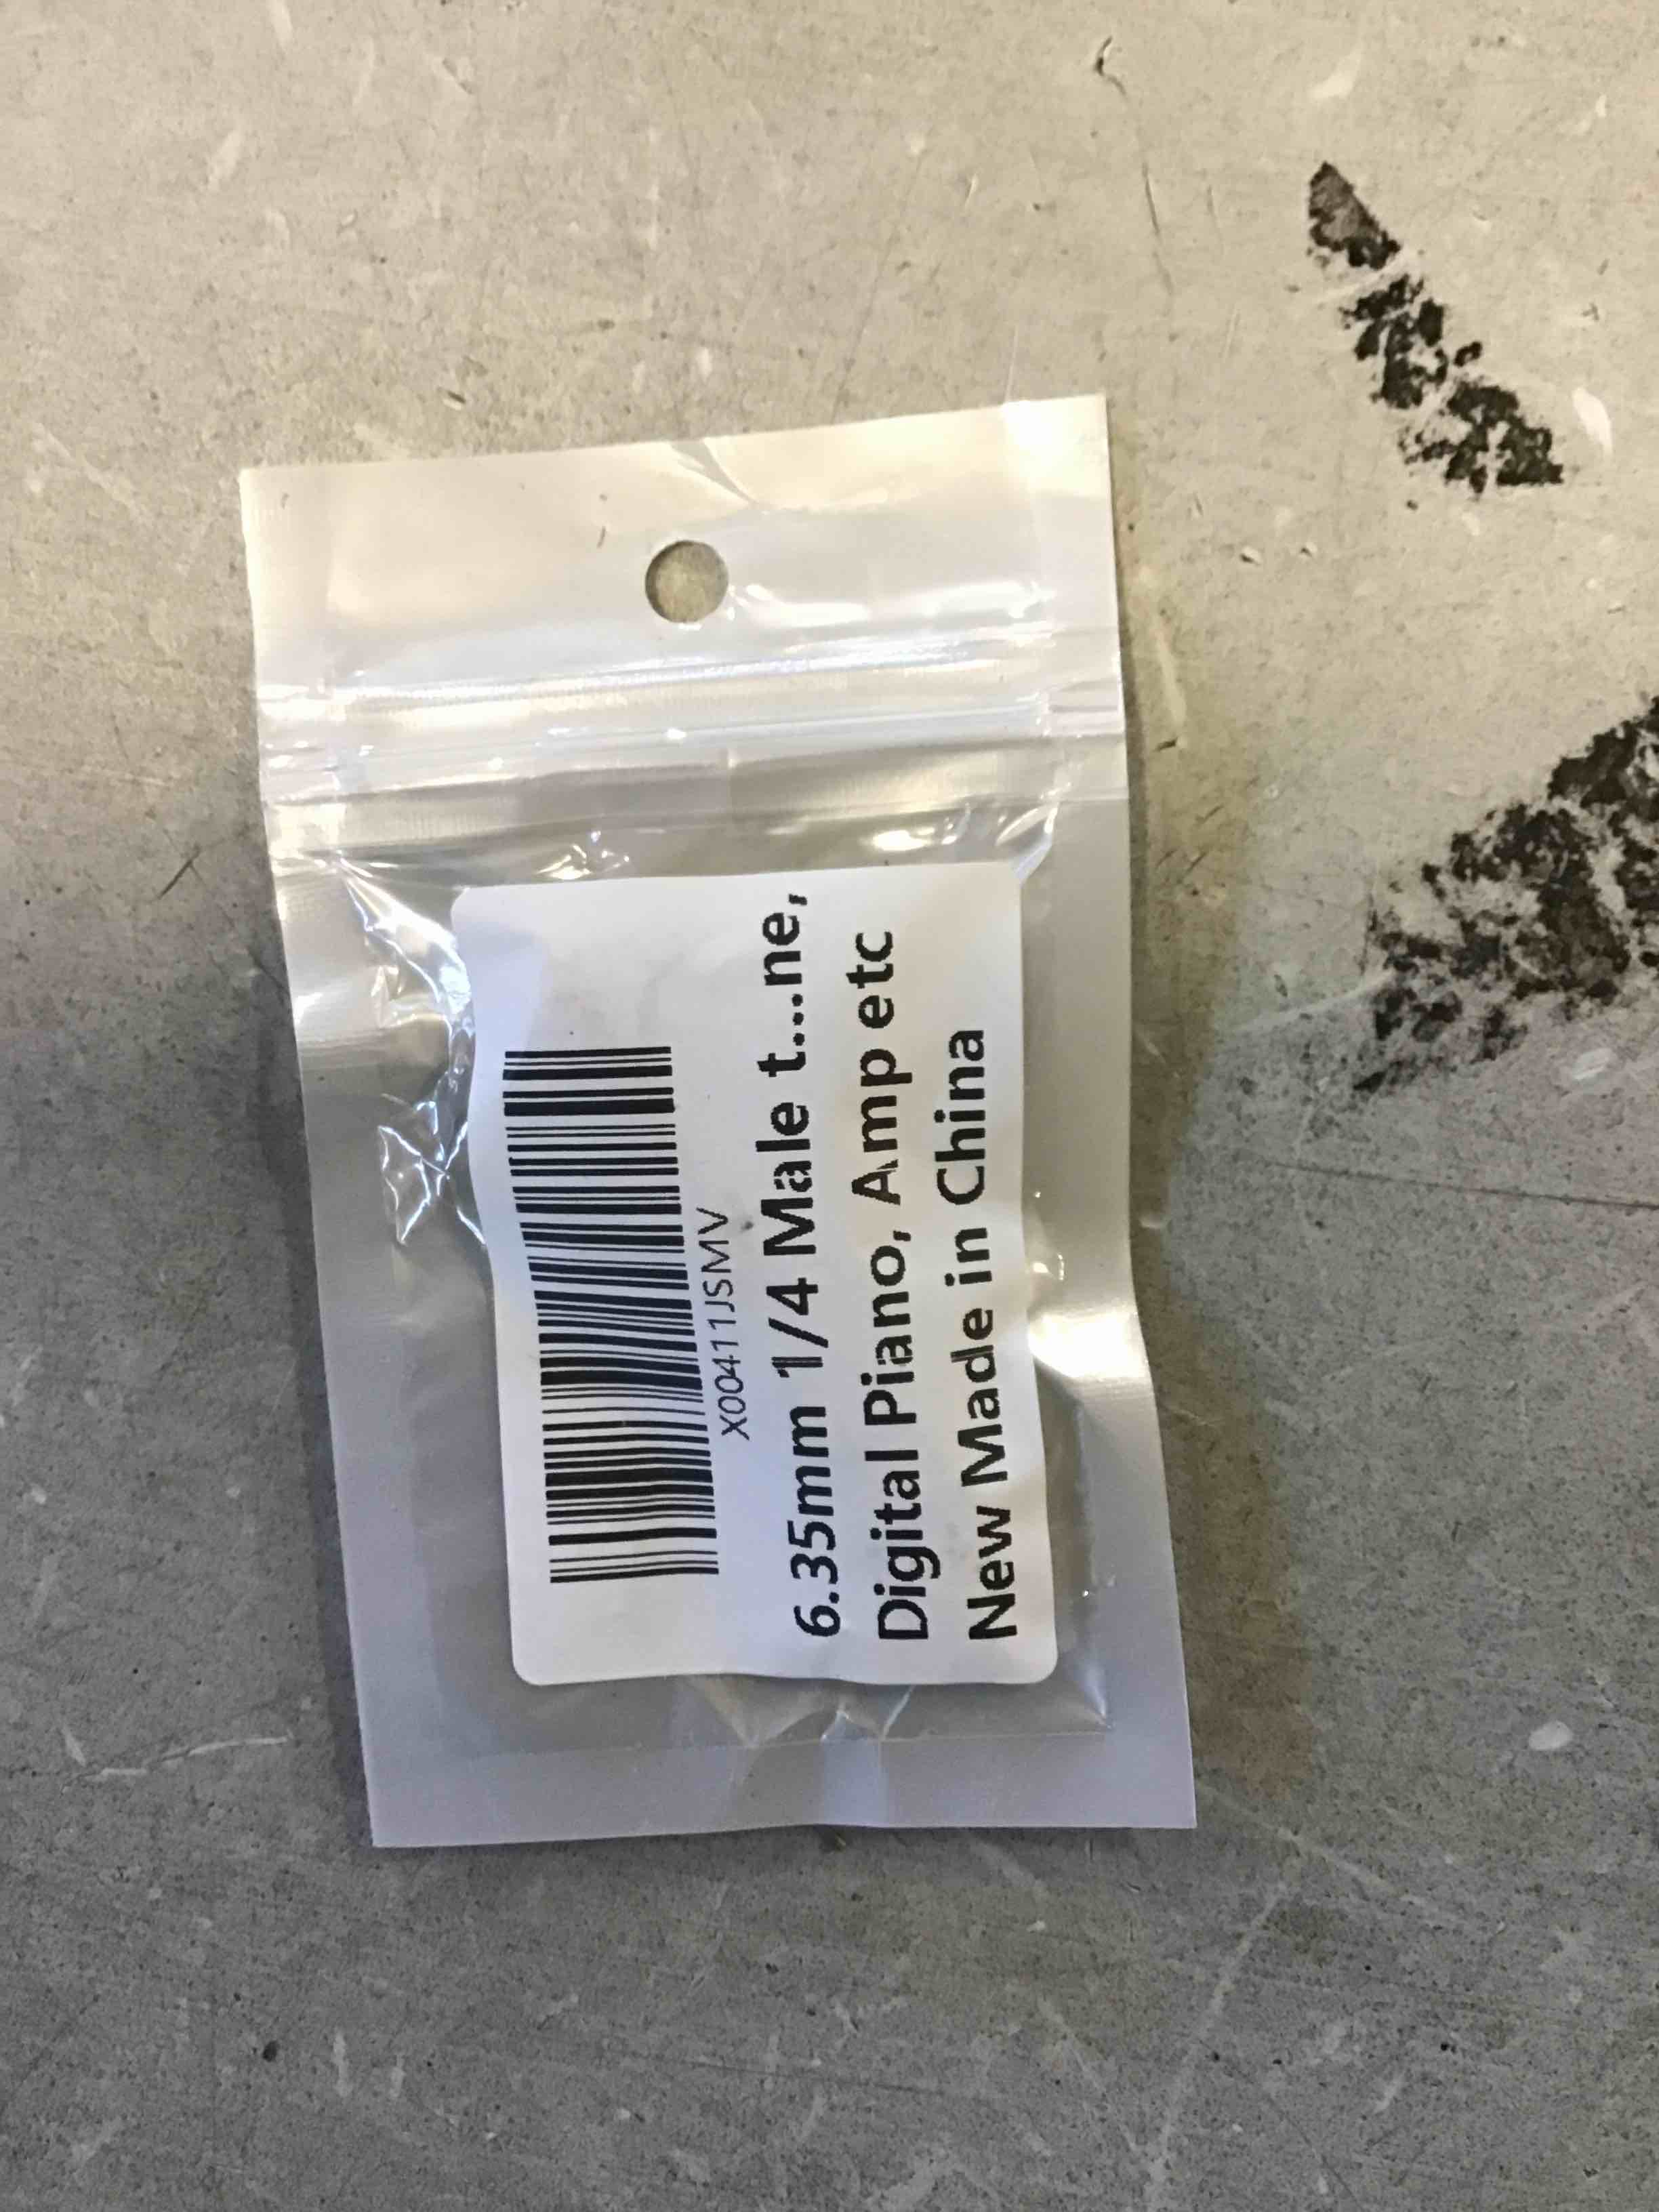 X00411JSMV
6.35mm 1/4 Male t...ne,
Digital Piano, Amp etc
New Made in China